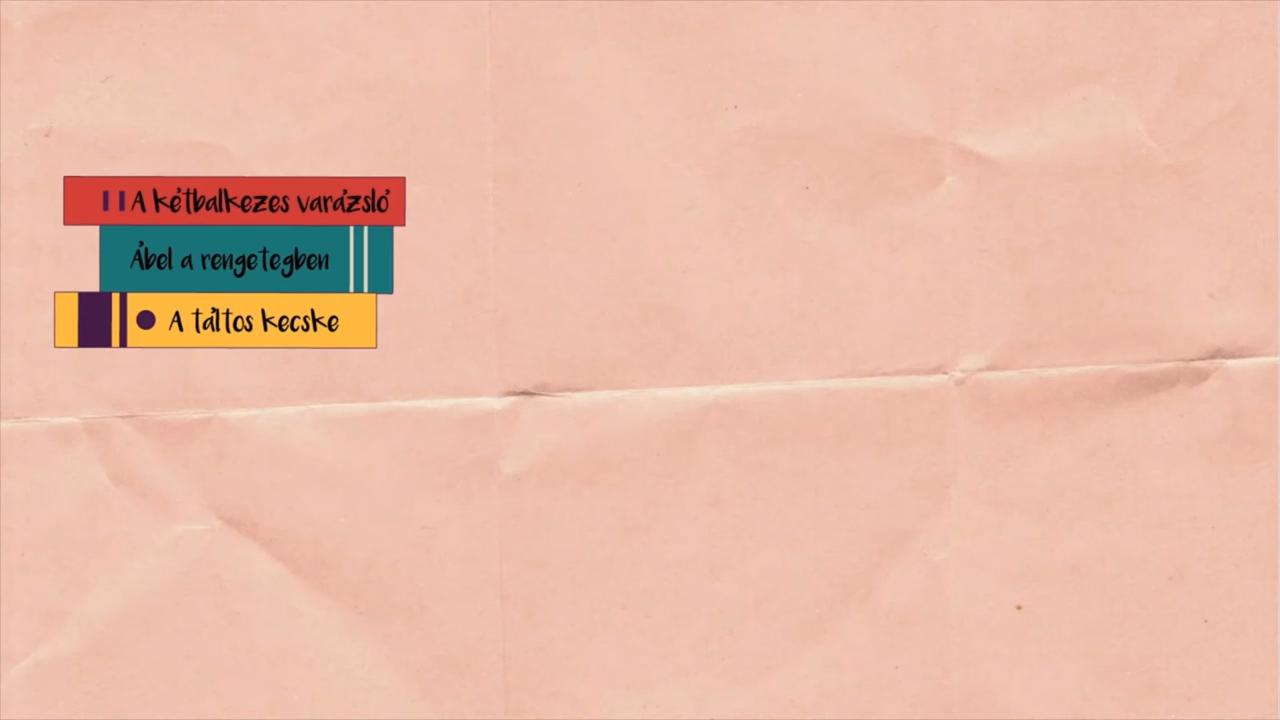 A kétbalkezes varázsló
Ábel a rengetegben
A táltos kecske